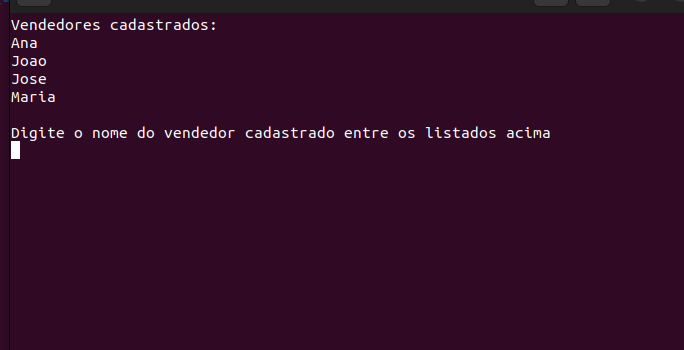 Vendedores cadastrados:
Ana
Joao
Jose
Maria
Digite o nome do vendedor cadastrado entre os listados acima